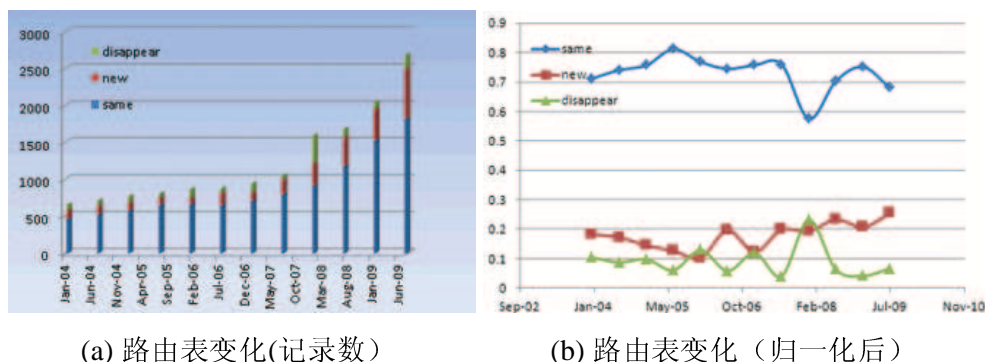 3000
2500
2000
1500
1000
500
0
disappear
new
same
Jan-04
Jun-04
Nov-04
Apr-05
Sep-05
Feb-06
Jul-06
Dec-06
May-07
Oct-07
Mar-08
Aug-08
Jan-09
Jun-09
(a) 路由表变化(记录数）
0.9
0.8
0.7
0.6
0.5
0.4
0.3
0.2
0.1
0
same
new
disappear
Sep-02 Jan-04 May-05 Oct-06 Feb-08 Jul-09 Nov-10
(b) 路由表变化（归一化后）